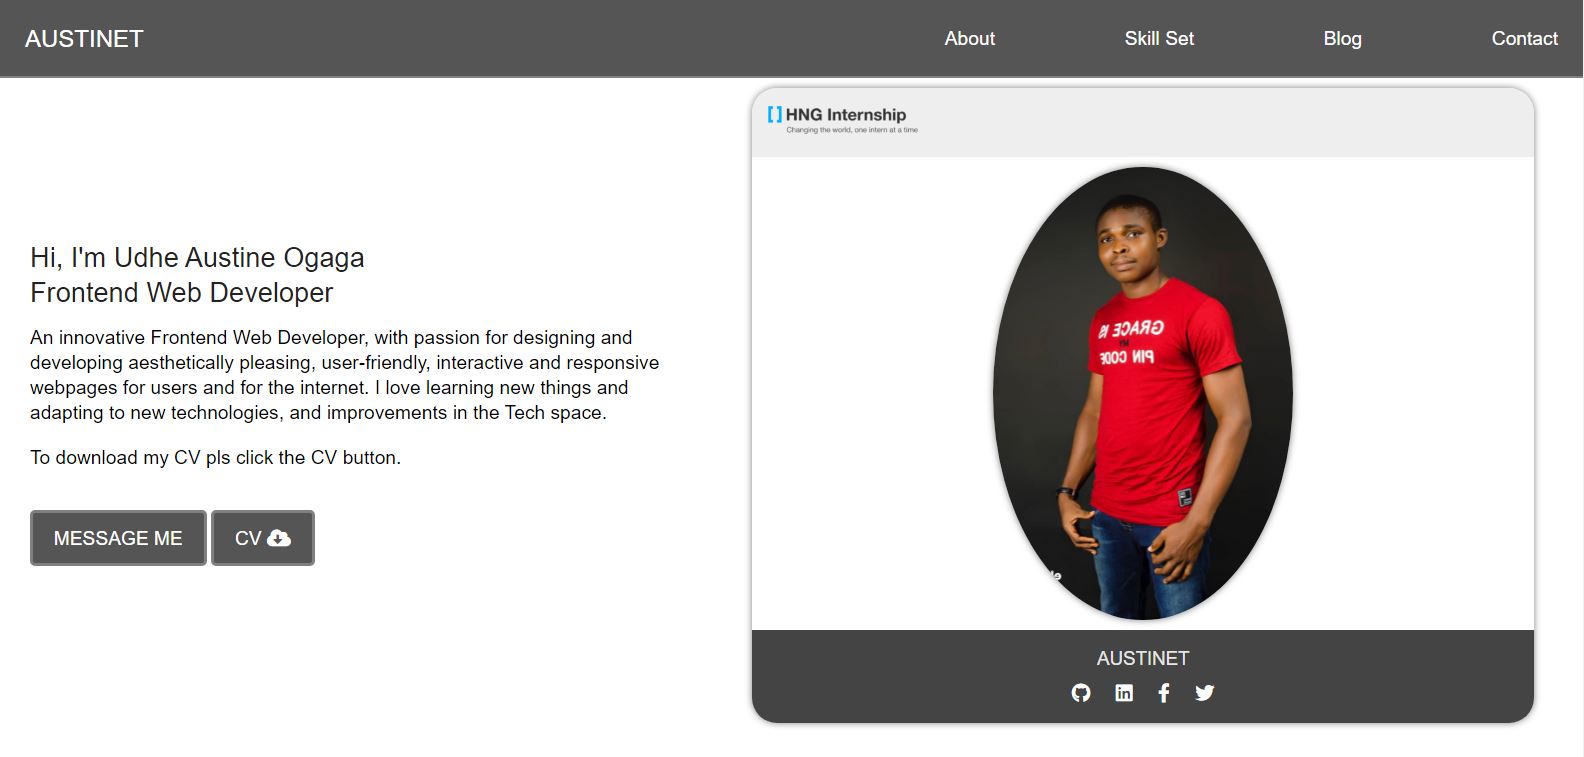 AUSTINET
About
Skill Set
Blog
Contact
Hi, I'm Udhe Austine Ogaga
Frontend Web Developer
An innovative Frontend Web Developer, with passion for designing and
developing aesthetically pleasing, user-friendly, interactive and responsive
webpages for users and for the internet. I love learning new things and
adapting to new technologies, and improvements in the Tech space.
To download my CV pls click the CV button.
MESSAGE ME
CV
[] HNG Internship
Changing the world, one intern at a time
GRACE IS
MY
PIN CODE
AUSTINET